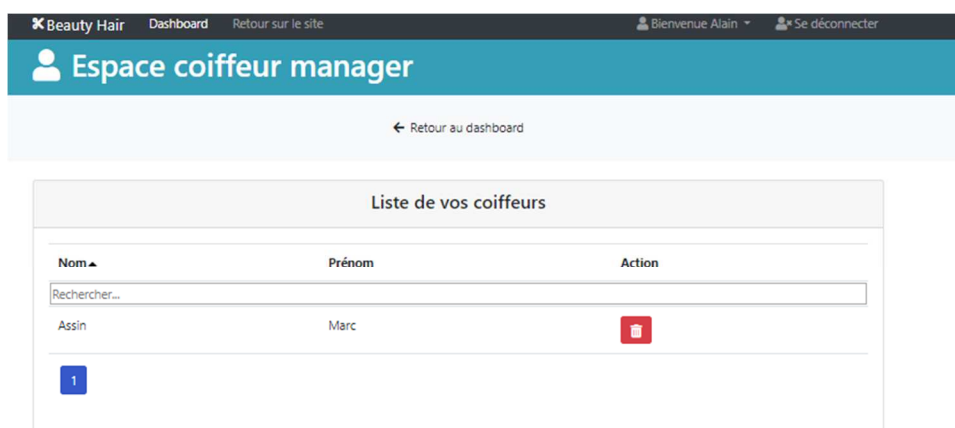 Beauty Hair Dashboard Retour sur le site Bienvenue Alain Se déconnecter
Espace coiffeur manager
Retour au dashboard
Liste de vos coiffeurs
Nom Prénom Action
Rechercher...
Assin Marc
1